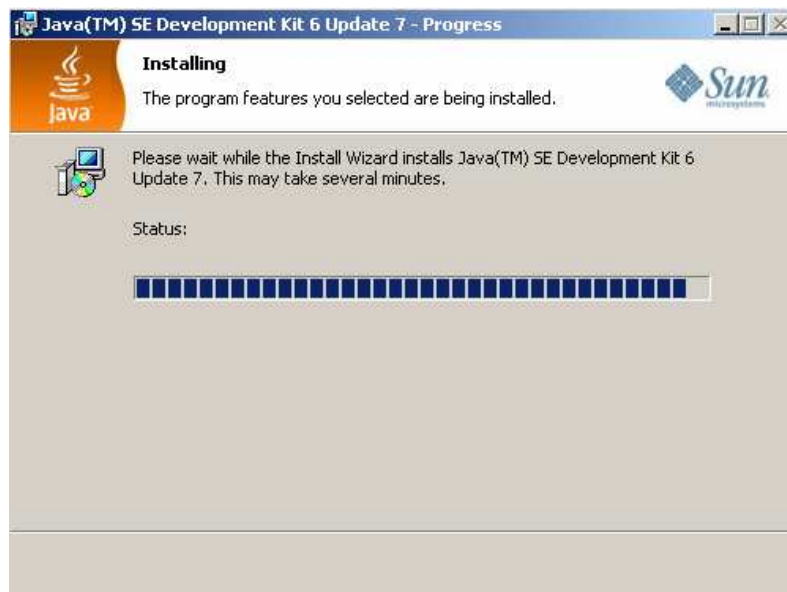 Java(TM) SE Development Kit 6 Update 7 - Progress
Java
Installing
The program features you selected are being installed.
Sun
microsystems
Please wait while the Install Wizard installs Java(TM) SE Development Kit 6
Update 7. This may take several minutes.
Status: